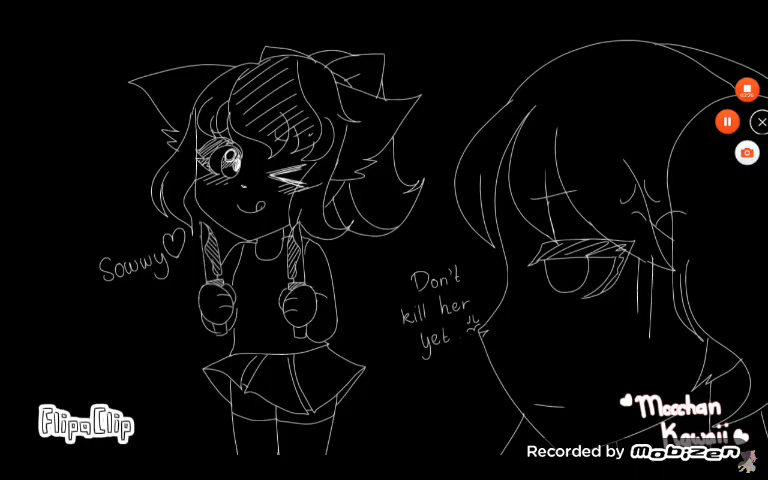 Sowwy
Don't
kill her
yet
FlipaClip
Moochan
Kawaii
Recorded by Mobizen